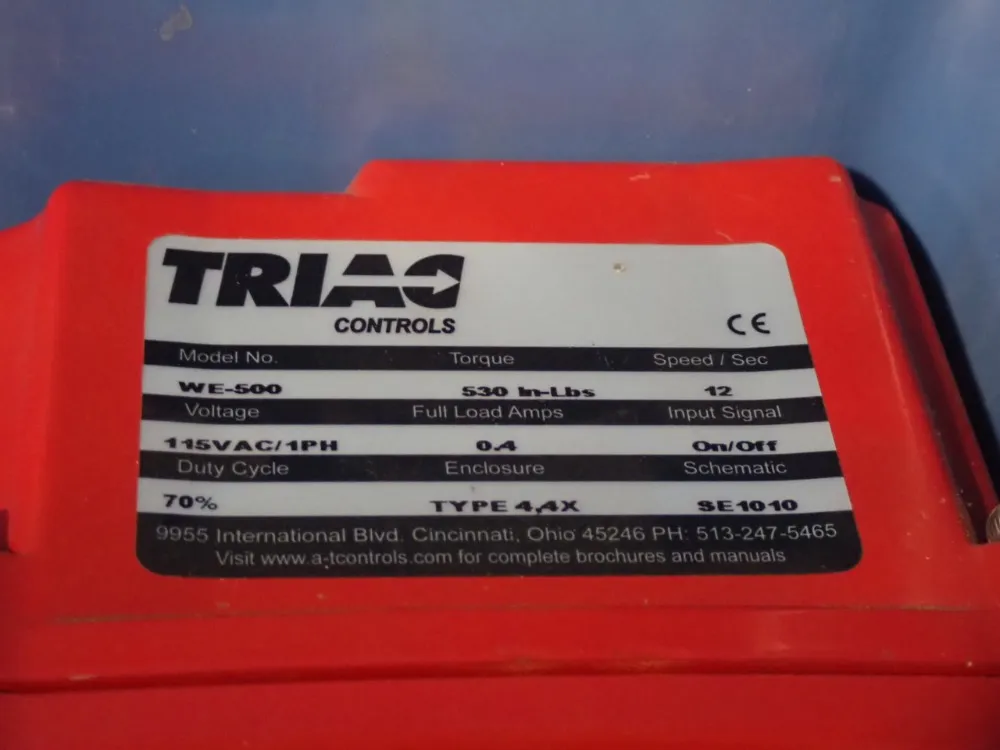 TRIAC
CONTROLS
CE
Model No. Torque Speed / Sec
WE-500 530 In-Lbs 12
Voltage Full Load Amps Input Signal
115VAC/1PH 0.4 On/Off
Duty Cycle Enclosure Schematic
70% TYPE 4,4X SE1010
9955 International Blvd. Cincinnati, Ohio 45246 PH: 513-247-5465
Visit www.a-tcontrols.com for complete brochures and manuals